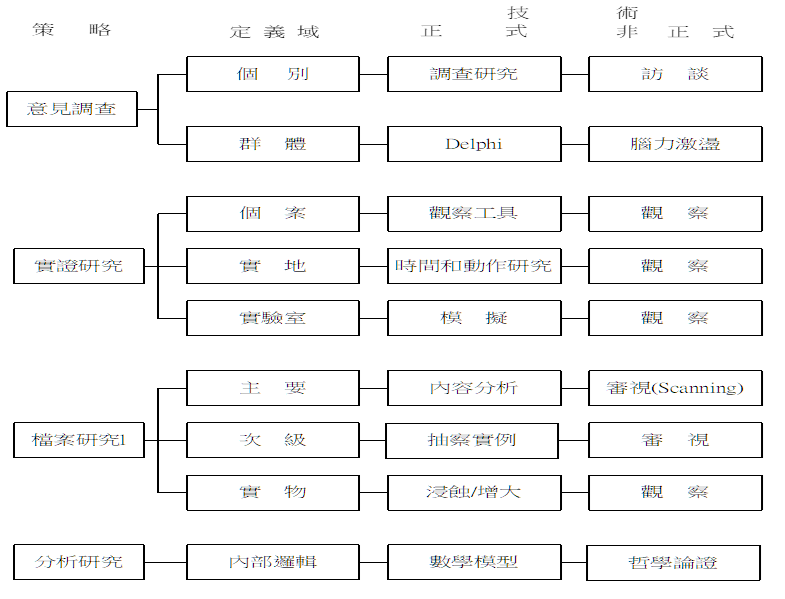 技 術
策 略 定 義 域 正 式 非 正 式
個 別 調查研究 訪 談
意見調查
群 體 Delphi 腦力激盪
個 案 觀察工具 觀 察
實證研究 實 地 時間和動作研究 觀 察
實驗室 模 擬 觀 察
主 要 內容分析 審視(Scanning)
檔案研究1 次 級 抽察實例 審 視
實 物 浸蝕/增大 觀 察
分析研究 內部邏輯 數學模型 哲學論證